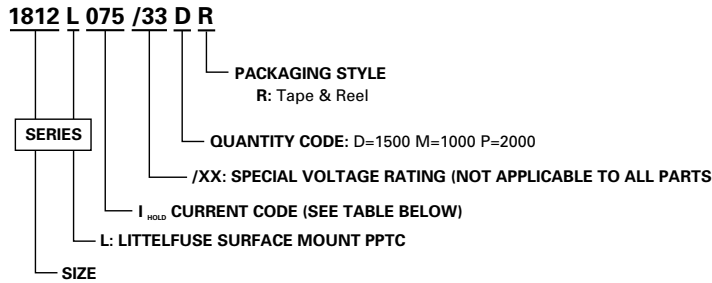 1812 L 075 /33 D R
PACKAGING STYLE
R: Tape & Reel
SERIES
QUANTITY CODE: D=1500 M=1000 P=2000
/XX: SPECIAL VOLTAGE RATING (NOT APPLICABLE TO ALL PARTS
I HOLD CURRENT CODE (SEE TABLE BELOW)
L: LITTELFUSE SURFACE MOUNT PPTC
SIZE